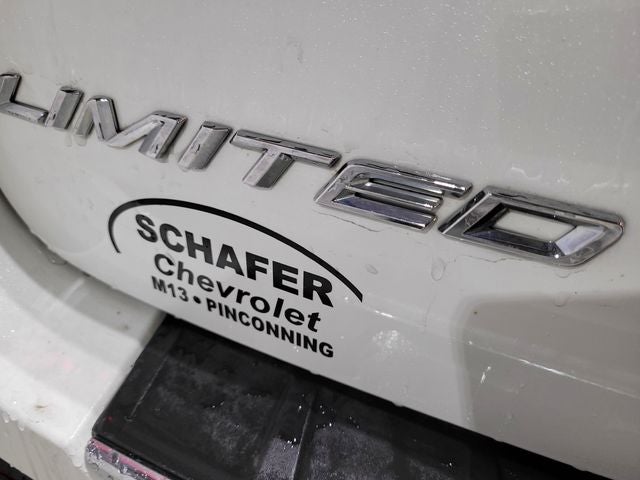 LIMITED
SCHAFER
Chevrolet
M13 • PINCONNING